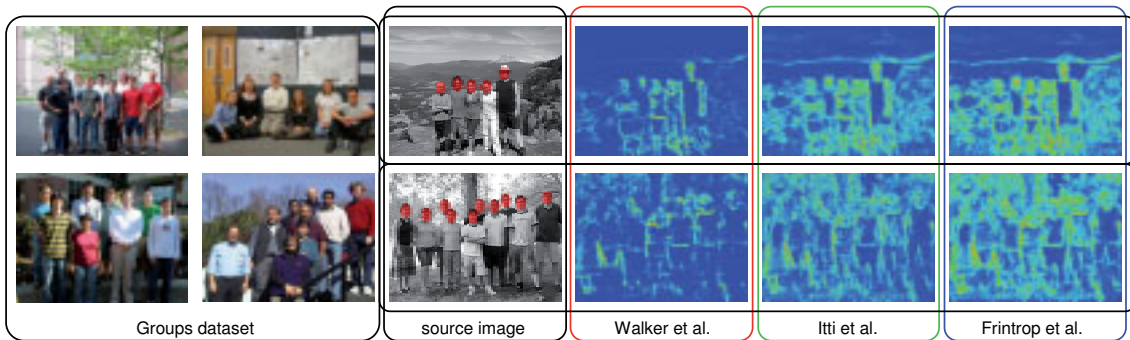 Groups dataset
source image
Walker et al.
Itti et al.
Frintrop et al.